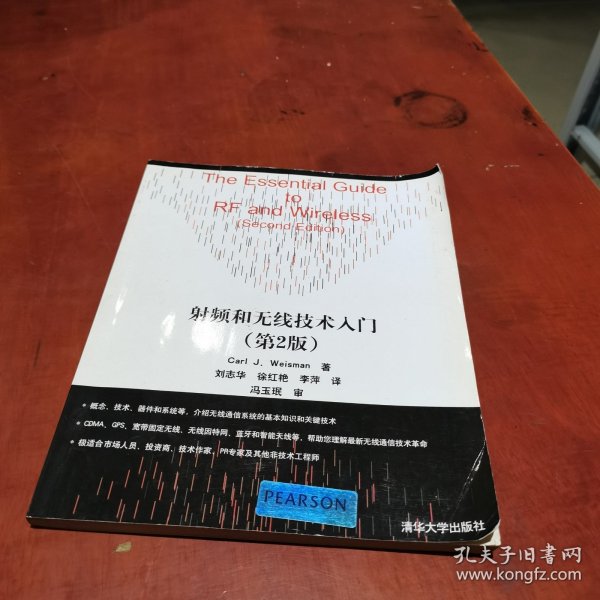 The Essential Guide
to
RF and Wireless
(Second Edition)
射频和无线技术入门
（第2版）
Carl J. Weisman 著
刘志华 徐红艳 李萍 译
冯玉珉 审
● 概念、技术、器件和系统等，介绍无线通信系统的基本知识和关键技术
● CDMA、GPS、宽带固定无线、无线因特网、蓝牙和智能天线等，帮助您理解最新无线通信技术革命
● 极适合市场人员、投资商、技术作家、PR专家及其他非技术工程师
PEARSON
清华大学出版社
孔夫子旧书网
www.kongfz.com